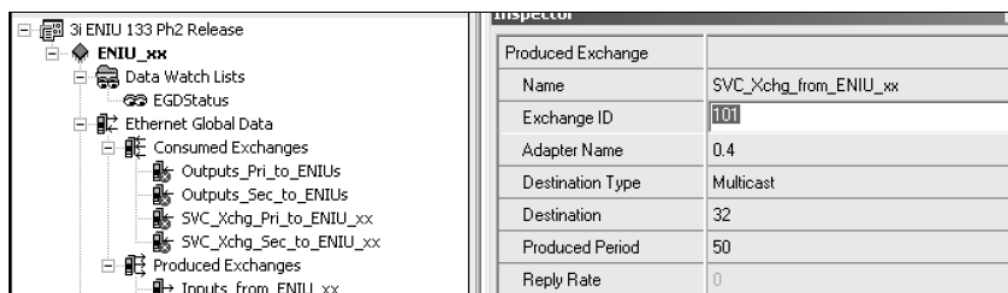 3i ENIU 133 Ph2 Release
ENIU_xx
Data Watch Lists
EGDStatus
Ethernet Global Data
Consumed Exchanges
Outputs_Pri_to_ENIUs
Outputs_Sec_to_ENIUs
SVC_Xchg_Pri_to_ENIU_xx
SVC_Xchg_Sec_to_ENIU_xx
Produced Exchanges
Inputs_from_ENIU_xx
Inspector
Produced Exchange
Name SVC_Xchg_from_ENIU_xx
Exchange ID 101
Adapter Name 0.4
Destination Type Multicast
Destination 32
Produced Period 50
Reply Rate 0